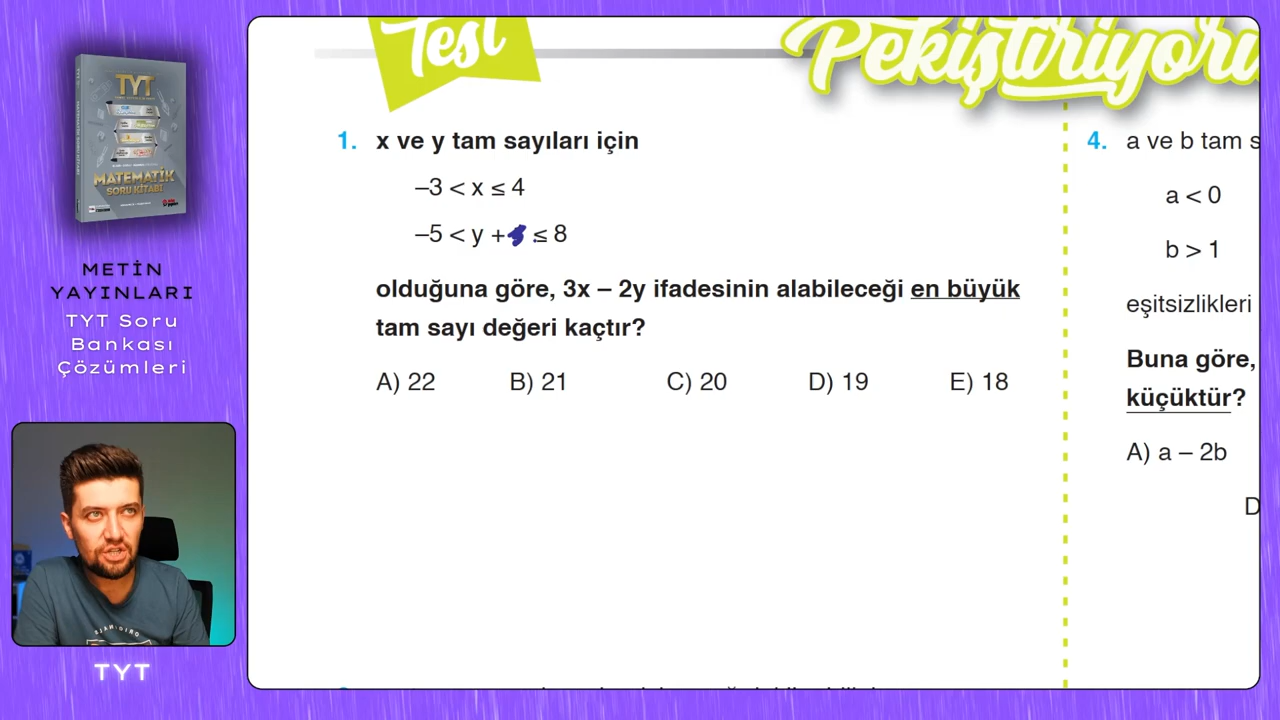 Test
Pekiştiriyoru
TYT
MATEMATİK
SORU KİTABI
METİN
YAYINLARI
TYT Soru
Bankası
Çözümleri
TYT
1. x ve y tam sayıları için
–3 < x ≤ 4
–5 < y + ≤ 8
olduğuna göre, 3x – 2y ifadesinin alabileceği en büyük
tam sayı değeri kaçtır?
A) 22 B) 21 C) 20 D) 19 E) 18
4. a ve b tam s
a < 0
b > 1
eşitsizlikleri
Buna göre,
küçüktür?
A) a – 2b
D